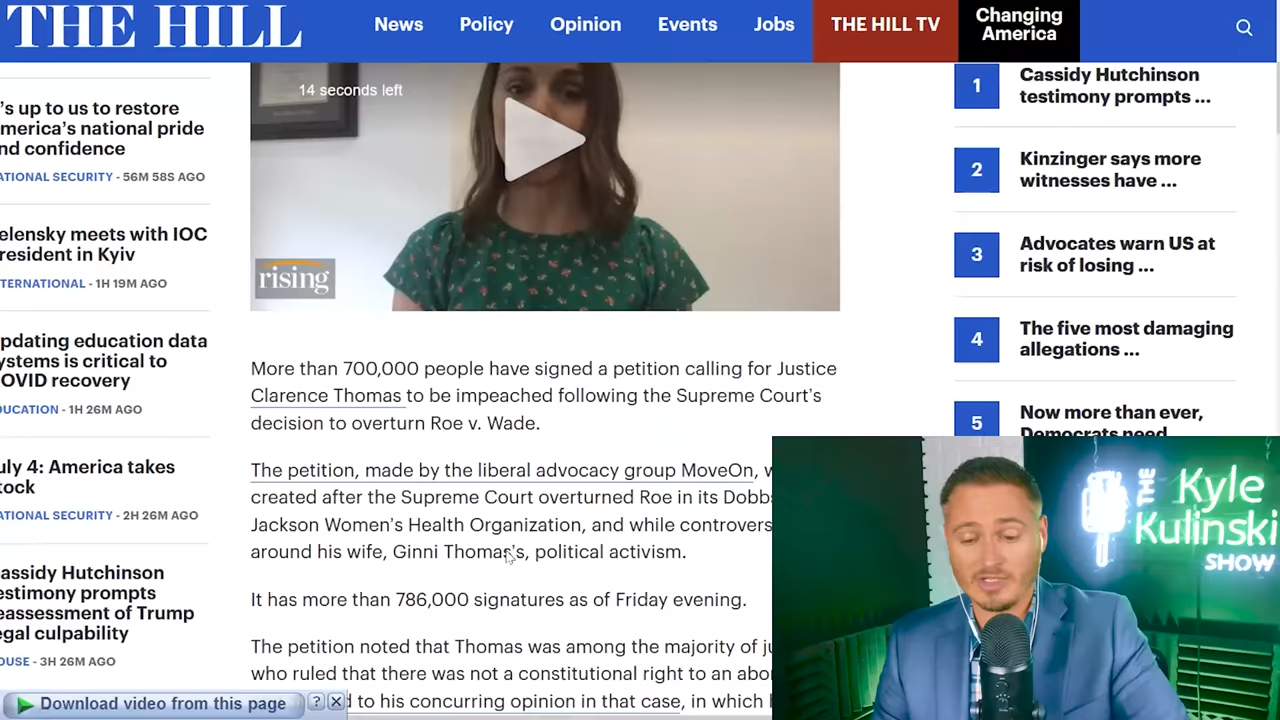 THE HILL
News
Policy
Opinion
Events
Jobs
THE HILL TV
Changing
America
's up to us to restore
merica's national pride
nd confidence
ATIONAL SECURITY - 56M 58S AGO
elensky meets with IOC
resident in Kyiv
TERNATIONAL - 1H 19M AGO
pdating education data
ystems is critical to
OVID recovery
DUCATION - 1H 26M AGO
uly 4: America takes
tock
ATIONAL SECURITY - 2H 26M AGO
assidy Hutchinson
estimony prompts
eassessment of Trump
egal culpability
OUSE - 3H 26M AGO
Download video from this page ?
14 seconds left
rising
More than 700,000 people have signed a petition calling for Justice
Clarence Thomas to be impeached following the Supreme Court's
decision to overturn Roe v. Wade.
The petition, made by the liberal advocacy group MoveOn,
created after the Supreme Court overturned Roe in its Dobbs
Jackson Women's Health Organization, and while controvers
around his wife, Ginni Thomas's, political activism.
It has more than 786,000 signatures as of Friday evening.
The petition noted that Thomas was among the majority of ju
who ruled that there was not a constitutional right to an abor
d to his concurring opinion in that case, in which h
1 Cassidy Hutchinson
testimony prompts ...
2 Kinzinger says more
witnesses have ...
3 Advocates warn US at
risk of losing ...
4 The five most damaging
allegations ...
5 Now more than ever,
Democrats need
THE
Kyle
Kulinski
SHOW